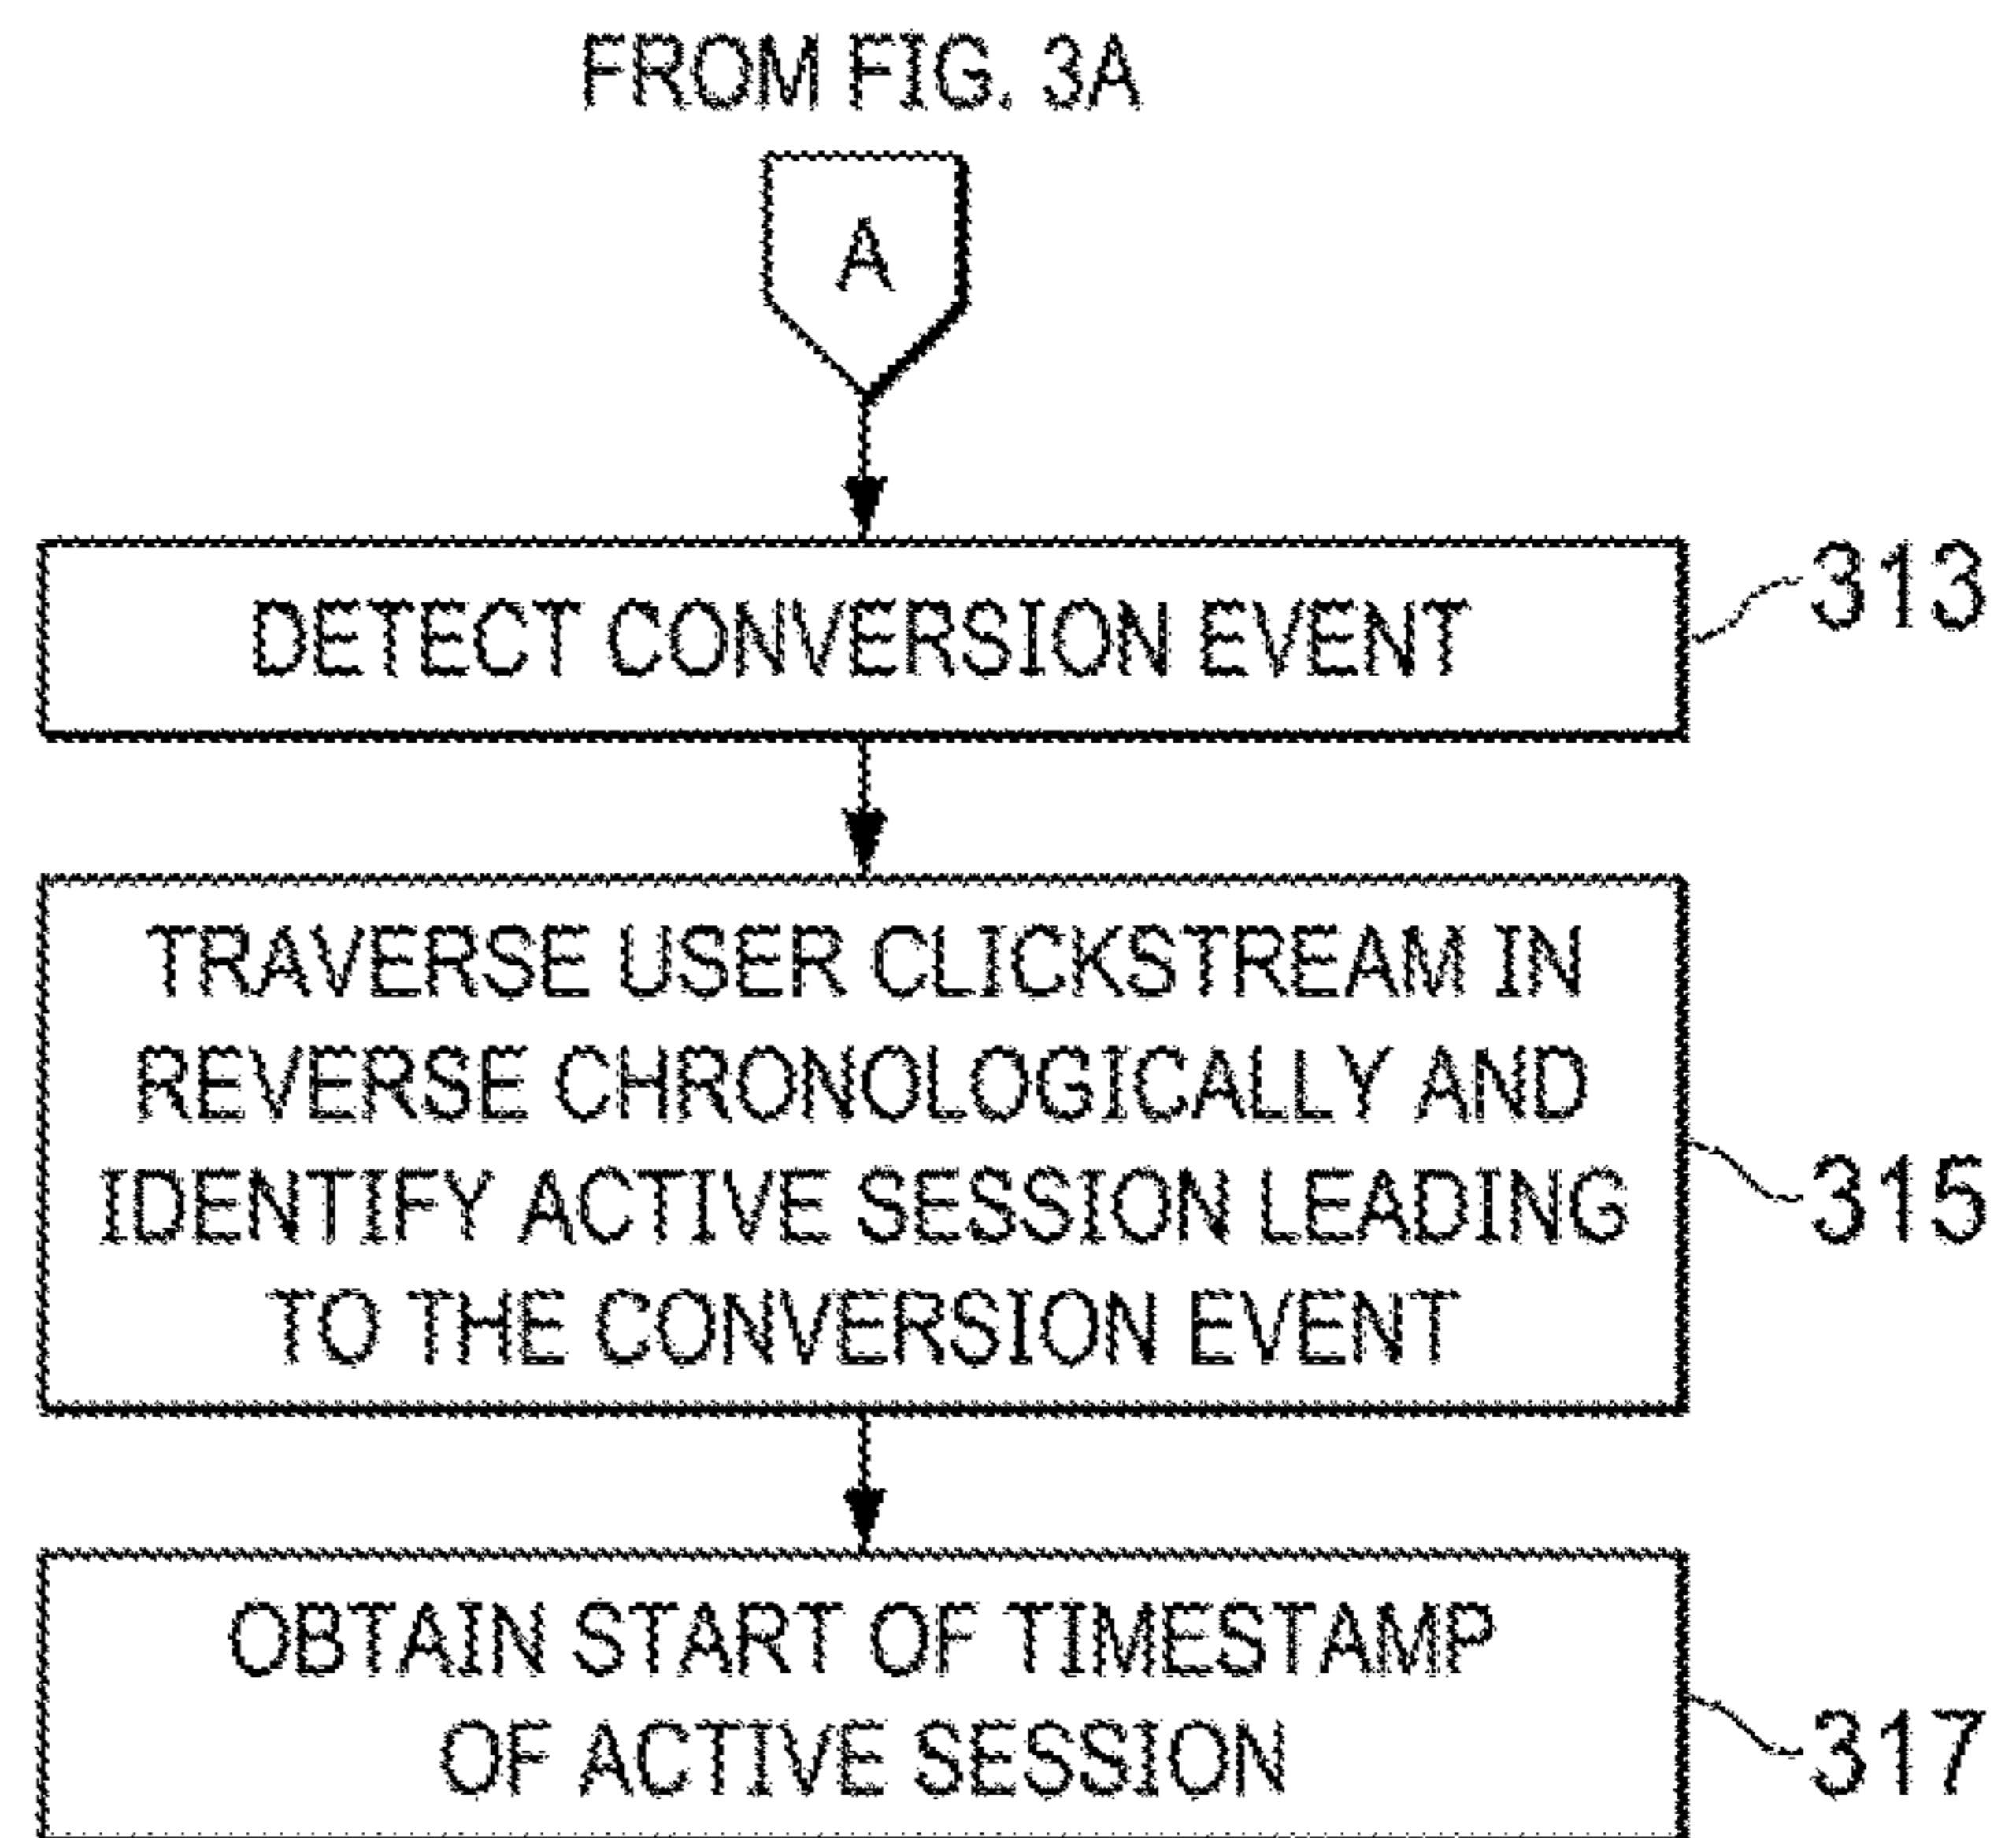 FROM FIG. 3A
A
DETECT CONVERSION EVENT
313
TRAVERSE USER CLICKSTREAM IN
REVERSE CHRONOLOGICALLY AND
IDENTIFY ACTIVE SESSION LEADING
TO THE CONVERSION EVENT
315
OBTAIN START OF TIMESTAMP
OF ACTIVE SESSION
317